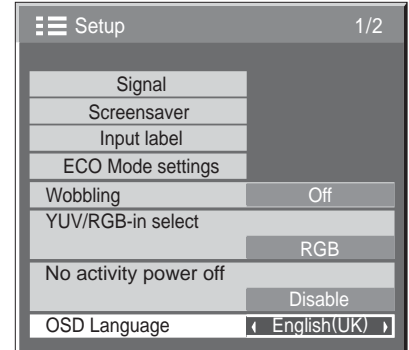 Setup 1/2
Signal
Screensaver
Input label
ECO Mode settings
Wobbling Off
YUV/RGB-in select
RGB
No activity power off
Disable
OSD Language English(UK)